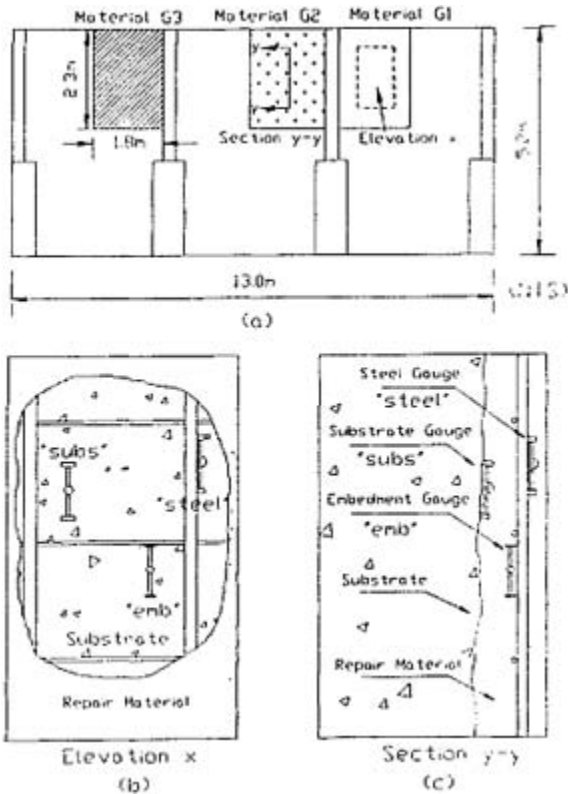 Material G3 Material G2 Material G1
2.3m
y
y
1.8m
Section y-y
Elevation x
5.2m
13.0m
(NTS)
(a)
"subs"
"steel"
"emb"
Substrate
Repair Material
Elevation x
(b)
Steel Gauge
"steel"
Substrate Gauge
"subs"
Embedment Gauge
"emb"
Substrate
Repair Material
Section y-y
(c)